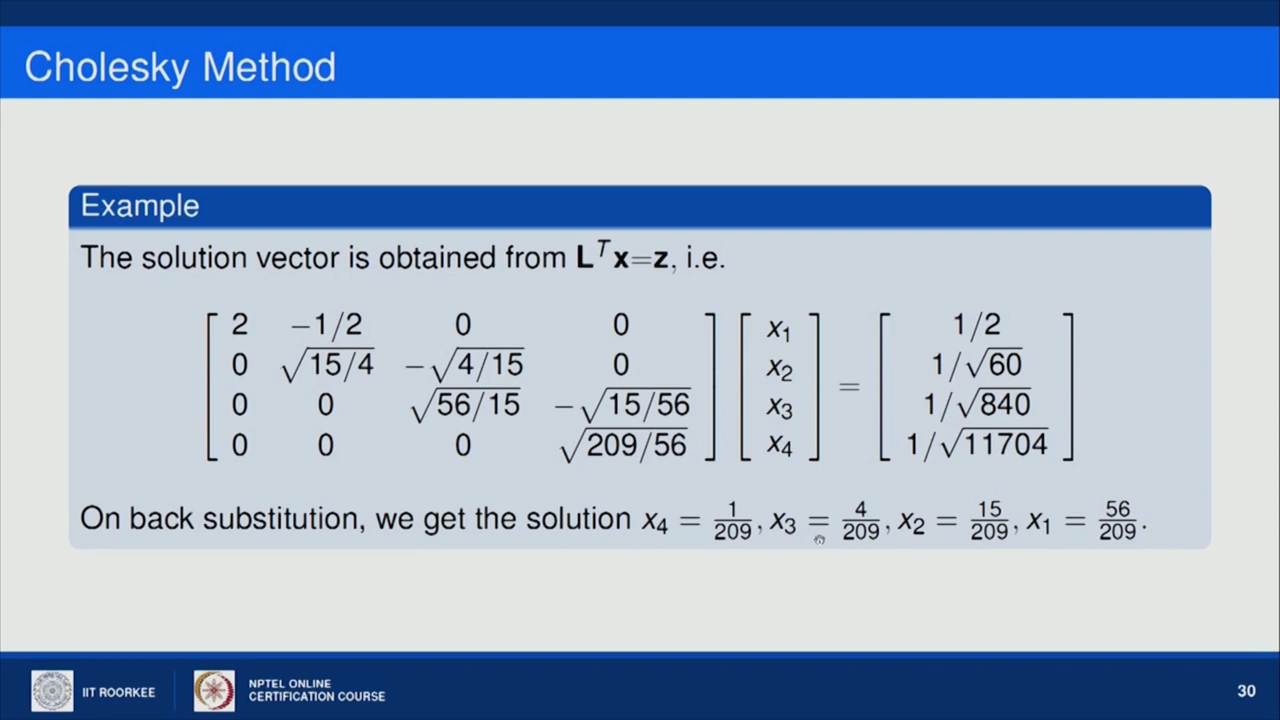 Cholesky Method
Example
The solution vector is obtained from L^T x=z, i.e.
[ 2 −1/2 0 0 ] [ x₁ ] [ 1/2 ]
[ 0 √15/4 −√4/15 0 ] [ x₂ ] = [ 1/√60 ]
[ 0 0 √56/15 −√15/56 ] [ x₃ ] [ 1/√840 ]
[ 0 0 0 √209/56 ] [ x₄ ] [ 1/√11704 ]
On back substitution, we get the solution x₄ = 1/209, x₃ = 4/209, x₂ = 15/209, x₁ = 56/209.
IIT ROORKEE
NPTEL ONLINE
CERTIFICATION COURSE
30